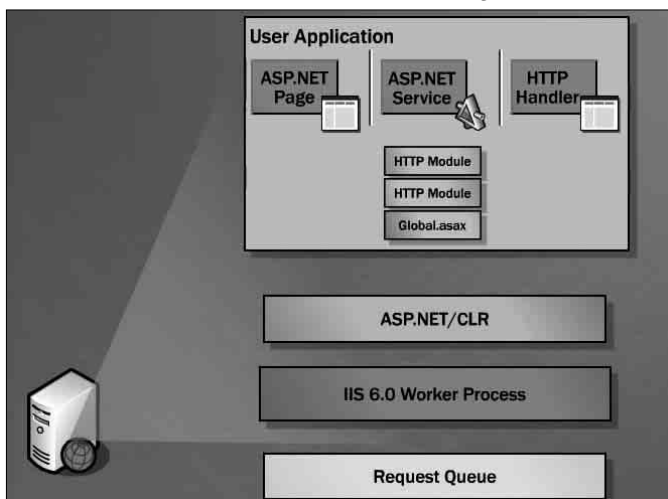 User Application
ASP.NET
Page
ASP.NET
Service
HTTP
Handler
HTTP Module
HTTP Module
Global.asax
ASP.NET/CLR
IIS 6.0 Worker Process
Request Queue